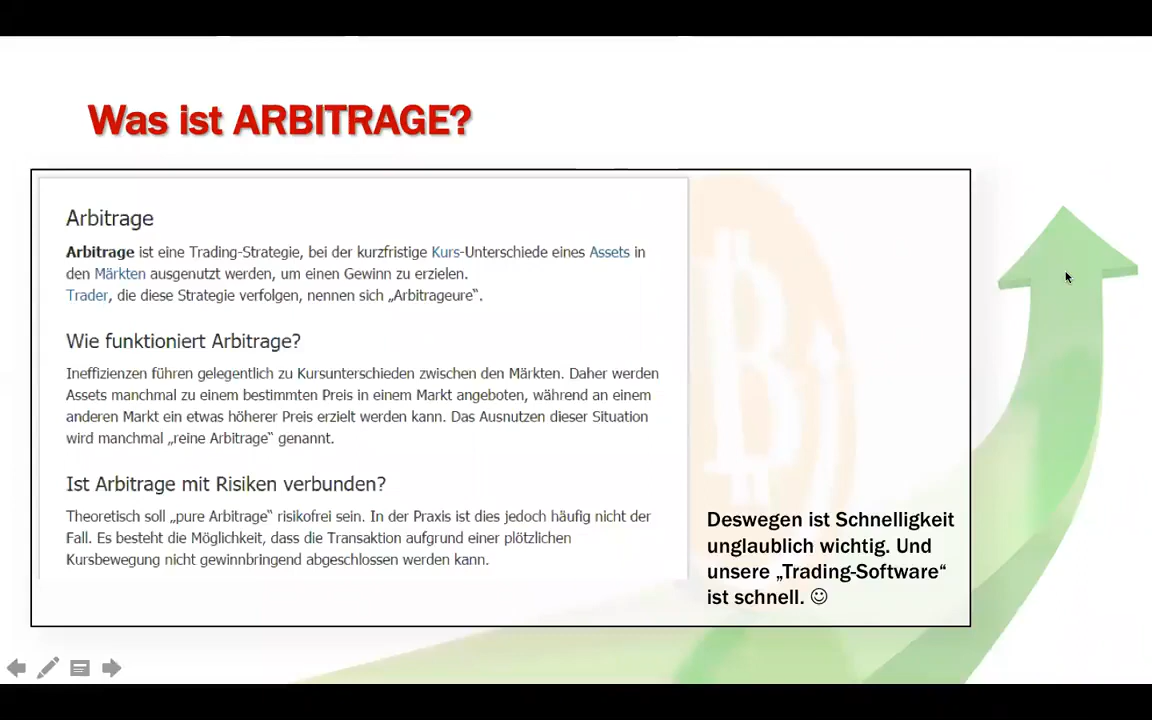 Was ist ARBITRAGE?
Arbitrage
Arbitrage ist eine Trading-Strategie, bei der kurzfristige Kurs-Unterschiede eines Assets in
den Märkten ausgenutzt werden, um einen Gewinn zu erzielen.
Trader, die diese Strategie verfolgen, nennen sich „Arbitrageure“.
Wie funktioniert Arbitrage?
Ineffizienzen führen gelegentlich zu Kursunterschieden zwischen den Märkten. Daher werden
Assets manchmal zu einem bestimmten Preis in einem Markt angeboten, während an einem
anderen Markt ein etwas höherer Preis erzielt werden kann. Das Ausnutzen dieser Situation
wird manchmal „reine Arbitrage“ genannt.
Ist Arbitrage mit Risiken verbunden?
Theoretisch soll „pure Arbitrage“ risikofrei sein. In der Praxis ist dies jedoch häufig nicht der
Fall. Es besteht die Möglichkeit, dass die Transaktion aufgrund einer plötzlichen
Kursbewegung nicht gewinnbringend abgeschlossen werden kann.
Deswegen ist Schnelligkeit
unglaublich wichtig. Und
unsere „Trading-Software“
ist schnell. ☺